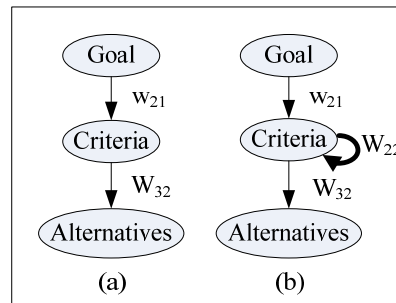 Goal
w21
Criteria
W32
Alternatives
(a)
Goal
w21
Criteria
W22
W32
Alternatives
(b)